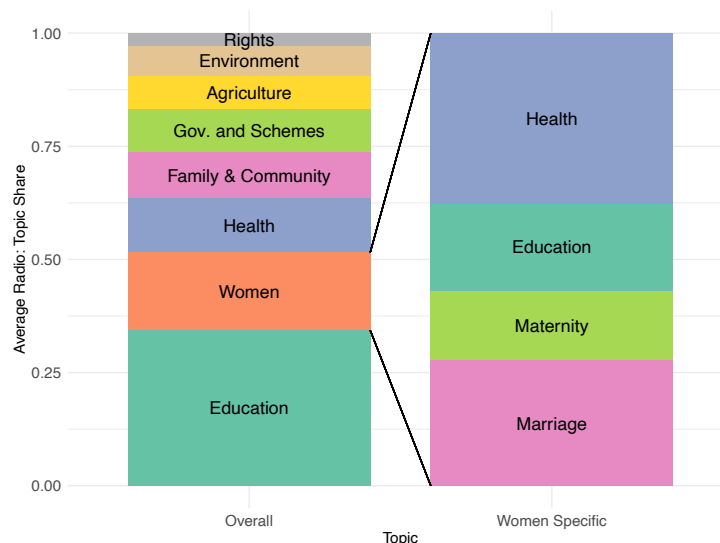 Average Radio: Topic Share
1.00
0.75
0.50
0.25
0.00
Rights
Environment
Agriculture
Gov. and Schemes
Family & Community
Health
Women
Education
Health
Education
Maternity
Marriage
Overall
Women Specific
Topic